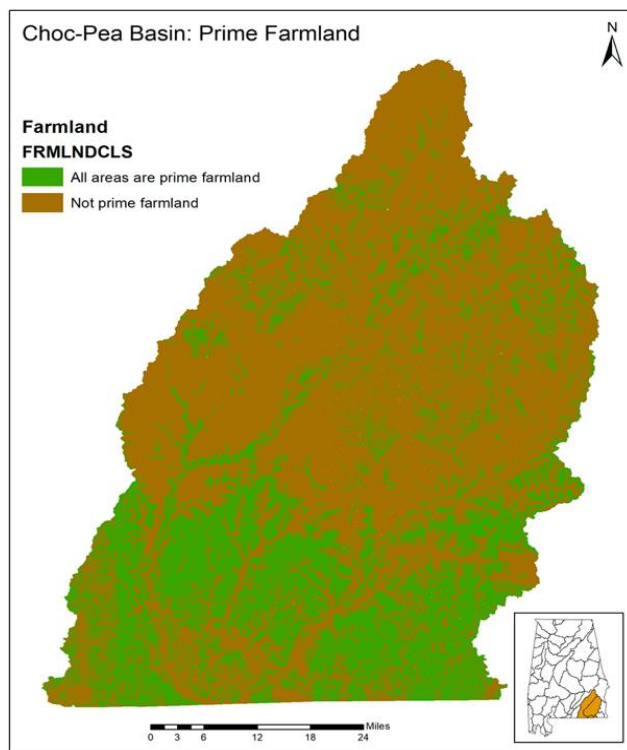 Choc-Pea Basin: Prime Farmland
N
Farmland
FRMLNDCLS
All areas are prime farmland
Not prime farmland
Miles
0 3 6 12 18 24